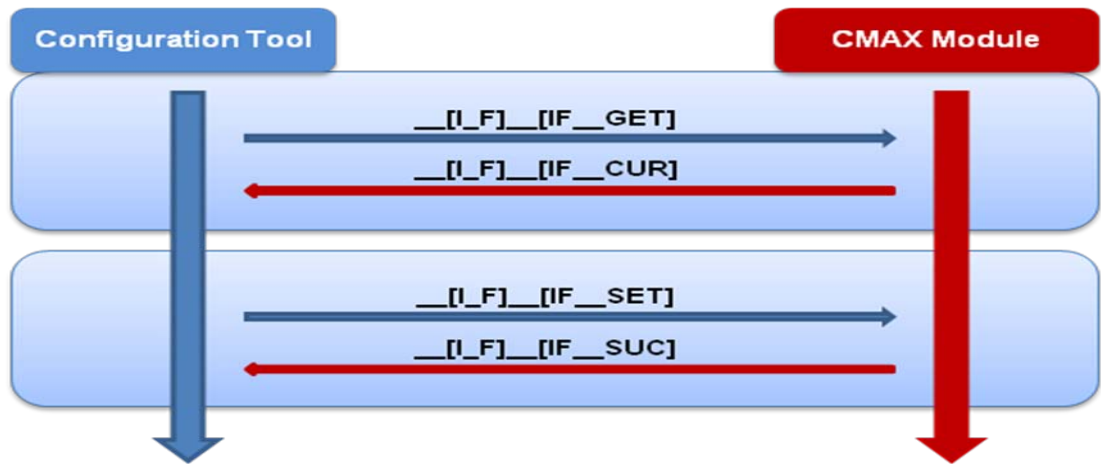 Configuration Tool
CMAX Module
__[I_F]__[IF__GET]
__[I_F]__[IF__CUR]
__[I_F]__[IF__SET]
__[I_F]__[IF__SUC]